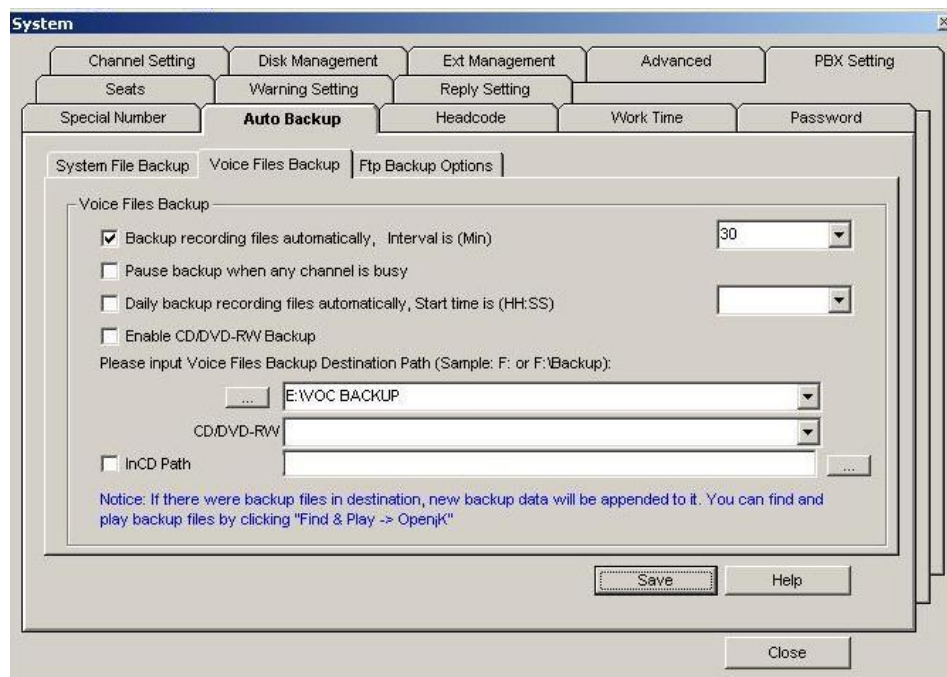 System
Channel Setting Disk Management Ext Management Advanced PBX Setting
Seats Warning Setting Reply Setting
Special Number Auto Backup Headcode Work Time Password
System File Backup Voice Files Backup Ftp Backup Options
Voice Files Backup
Backup recording files automatically, Interval is (Min) 30
Pause backup when any channel is busy
Daily backup recording files automatically, Start time is (HH:SS)
Enable CD/DVD-RW Backup
Please input Voice Files Backup Destination Path (Sample: F: or F:\Backup):
... E:\VOC BACKUP
CD/DVD-RW
InCD Path ...
Notice: If there were backup files in destination, new backup data will be appended to it. You can find and
play backup files by clicking "Find & Play -> Open¡K"
Save Help
Close